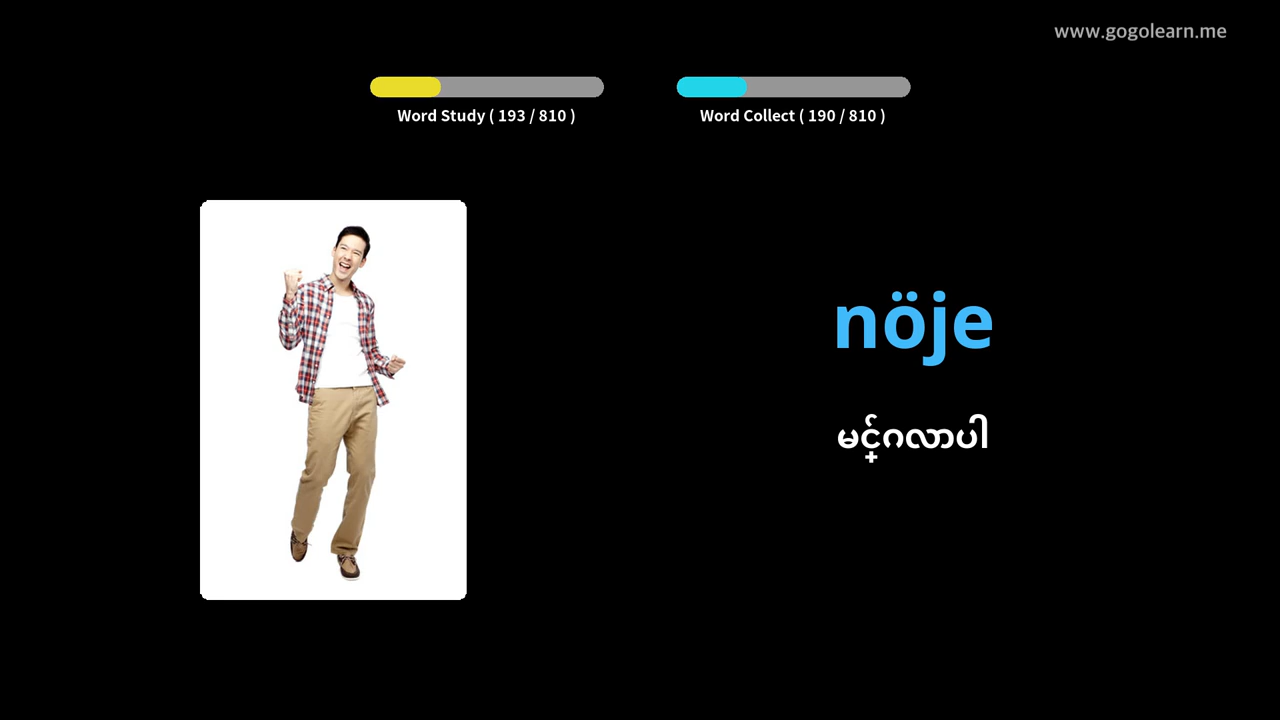 www.gogolearn.me
Word Study ( 193 / 810 )
Word Collect ( 190 / 810 )
nöje
မင်္ဂလာပါ